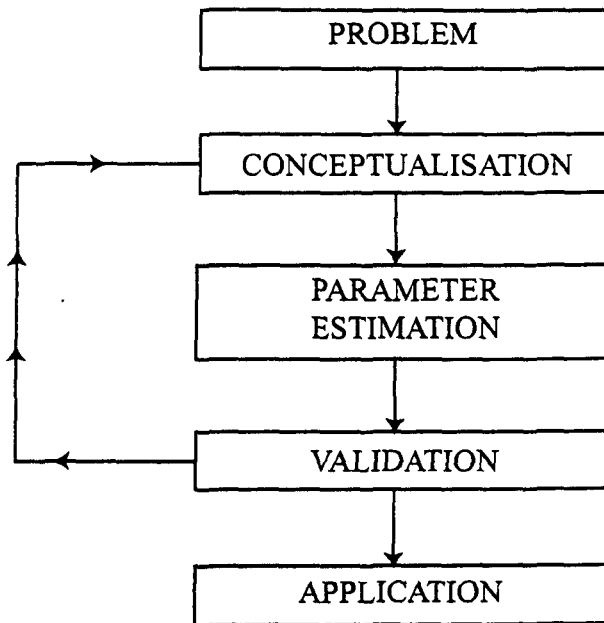 PROBLEM
CONCEPTUALISATION
PARAMETER
ESTIMATION
VALIDATION
APPLICATION